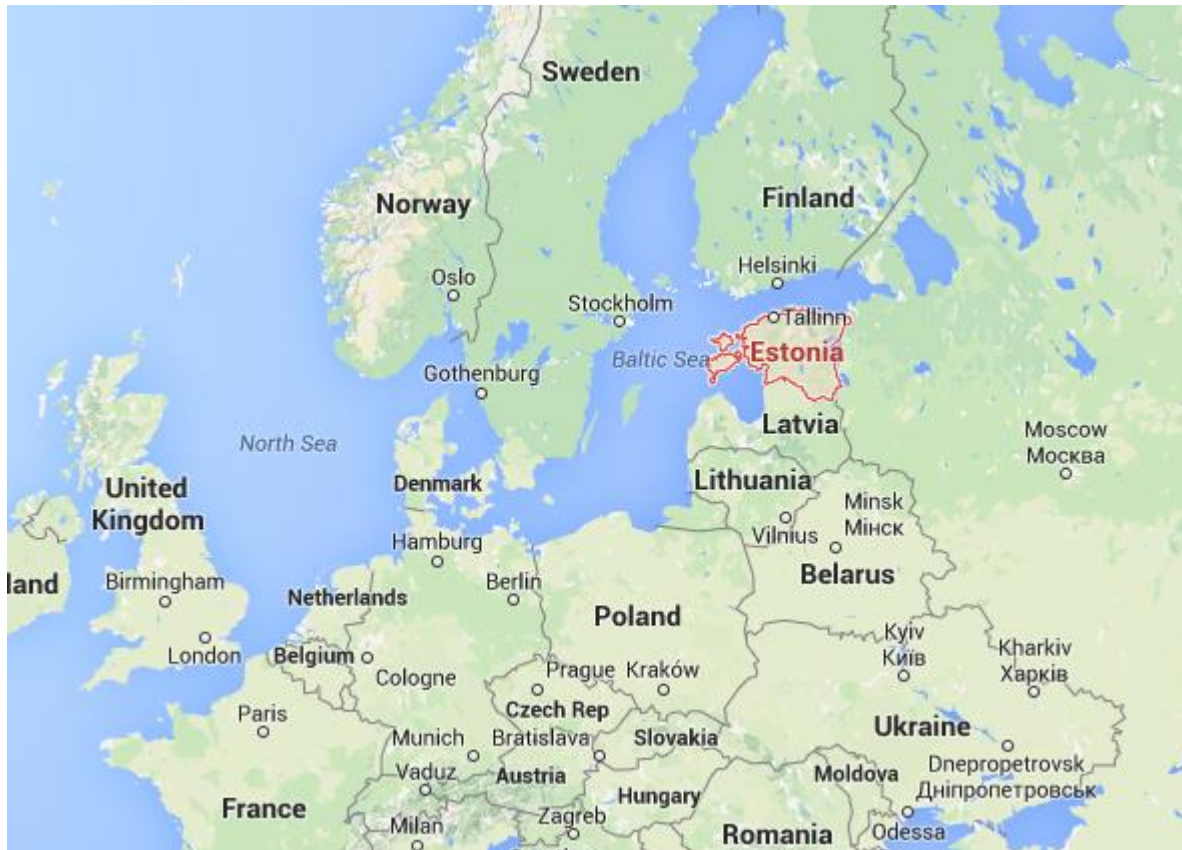 Sweden
Norway
Finland
Oslo
Helsinki
Stockholm
Tallinn
Baltic Sea
Estonia
Gothenburg
North Sea
Latvia
Moscow
Москва
United
Kingdom
Denmark
Lithuania
Minsk
Мінск
Vilnius
Hamburg
land
Birmingham
Netherlands
Berlin
Belarus
Poland
London
Belgium
Cologne
Prague
Kraków
Kyiv
Київ
Kharkiv
Харків
Czech Rep
Paris
Munich
Bratislava
Slovakia
Ukraine
Vaduz
Austria
Moldova
Dnepropetrovsk
Дніпропетровськ
France
Hungary
Milan
Zagreb
Romania
Odessa